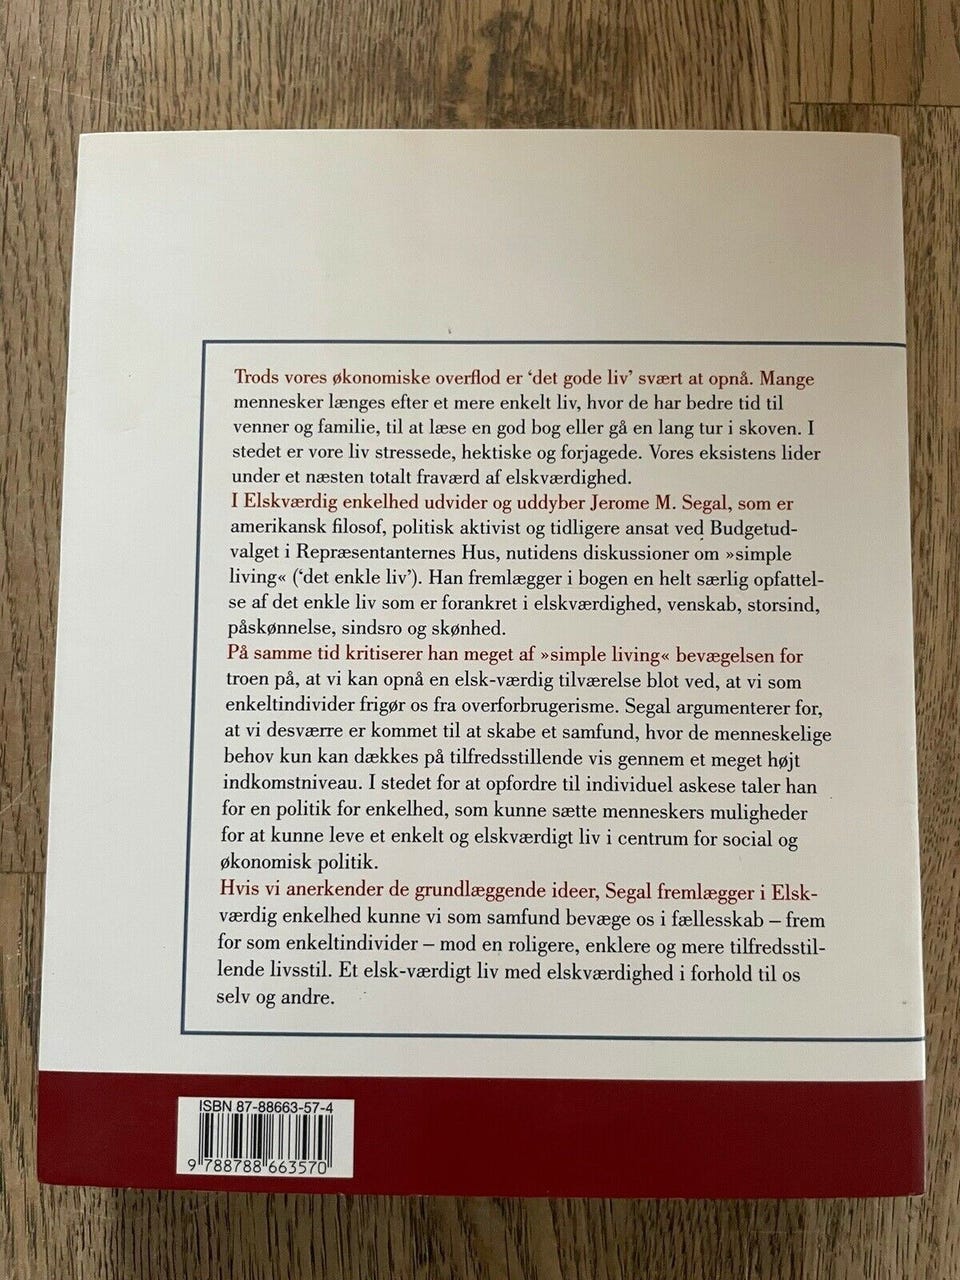 Trods vores økonomiske overflod er ‘det gode liv’ svært at opnå. Mange
mennesker længes efter et mere enkelt liv, hvor de har bedre tid til
venner og familie, til at læse en god bog eller gå en lang tur i skoven. I
stedet er vore liv stressede, hektiske og forjagede. Vores eksistens lider
under et næsten totalt fraværd af elskværdighed.
I Elskværdig enkelhed udvider og uddyber Jerome M. Segal, som er
amerikansk filosof, politisk aktivist og tidligere ansat ved Budgetud-
valget i Repræsentanternes Hus, nutidens diskussioner om »simple
living« (‘det enkle liv’). Han fremlægger i bogen en helt særlig opfattel-
se af det enkle liv som er forankret i elskværdighed, venskab, storsind,
påskønnelse, sindsro og skønhed.
På samme tid kritiserer han meget af »simple living« bevægelsen for
troen på, at vi kan opnå en elsk-værdig tilværelse blot ved, at vi som
enkeltindivider frigør os fra overforbrugerisme. Segal argumenterer for,
at vi desværre er kommet til at skabe et samfund, hvor de menneskelige
behov kun kan dækkes på tilfredsstillende vis gennem et meget højt
indkomstniveau. I stedet for at opfordre til individuel askese taler han
for en politik for enkelhed, som kunne sætte menneskers muligheder
for at kunne leve et enkelt og elskværdigt liv i centrum for social og
økonomisk politik.
Hvis vi anerkender de grundlæggende ideer, Segal fremlægger i Elsk-
værdig enkelhed kunne vi som samfund bevæge os i fællesskab – frem
for som enkeltindivider – mod en roligere, enklere og mere tilfredsstil-
lende livsstil. Et elsk-værdigt liv med elskværdighed i forhold til os
selv og andre.
ISBN 87-88663-57-4
9 788788 663570